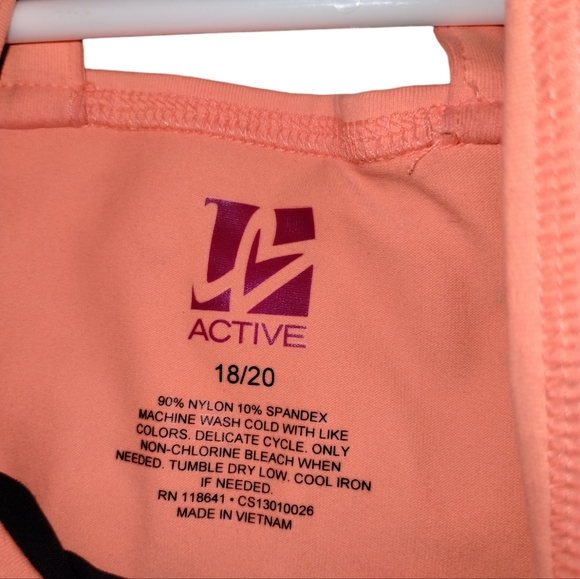 ACTIVE
18/20
90% NYLON 10% SPANDEX
MACHINE WASH COLD WITH LIKE
COLORS. DELICATE CYCLE. ONLY
NON-CHLORINE BLEACH WHEN
NEEDED. TUMBLE DRY LOW. COOL IRON
IF NEEDED.
RN 118641 • CS13010026
MADE IN VIETNAM